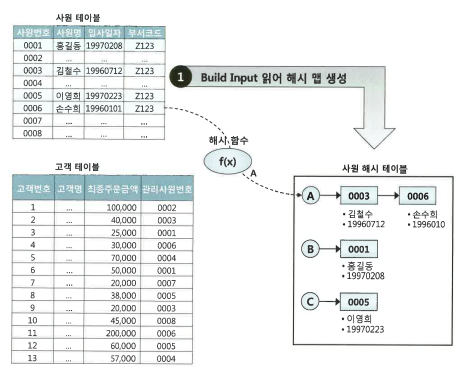 사원 테이블
사원번호 사원명 입사일자 부서코드
0001 홍길동 19970208 Z123
0002 ... ... ...
0003 김철수 19960712 Z123
0004 ... ... ...
0005 이영희 19970223 Z123
0006 손수희 19960101 Z123
0007 ... ... ...
0008 ... ... ...
1 Build Input 읽어 해시 맵 생성
해시 함수
f(x)
A
고객 테이블
고객번호 고객명 최종주문금액 관리사원번호
1 ... 100,000 0002
2 ... 40,000 0003
3 ... 25,000 0001
4 ... 30,000 0006
5 ... 70,000 0004
6 ... 50,000 0001
7 ... 20,000 0007
8 ... 38,000 0005
9 ... 20,000 0003
10 ... 45,000 0008
11 ... 200,000 0006
12 ... 60,000 0005
13 ... 57,000 0004
사원 해시 테이블
A 0003 0006
• 김철수 • 손수희
• 19960712 • 1996010
B 0001
• 홍길동
• 19970208
C 0005
• 이영희
• 19970223